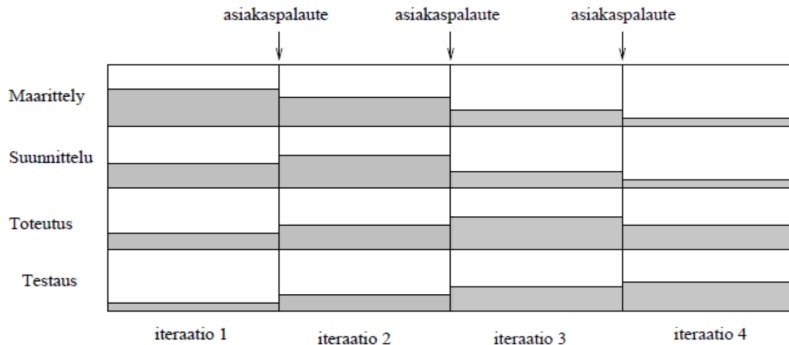 asiakaspalaute asiakaspalaute asiakaspalaute
Maarittely
Suunnittelu
Toteutus
Testaus
iteraatio 1 iteraatio 2 iteraatio 3 iteraatio 4